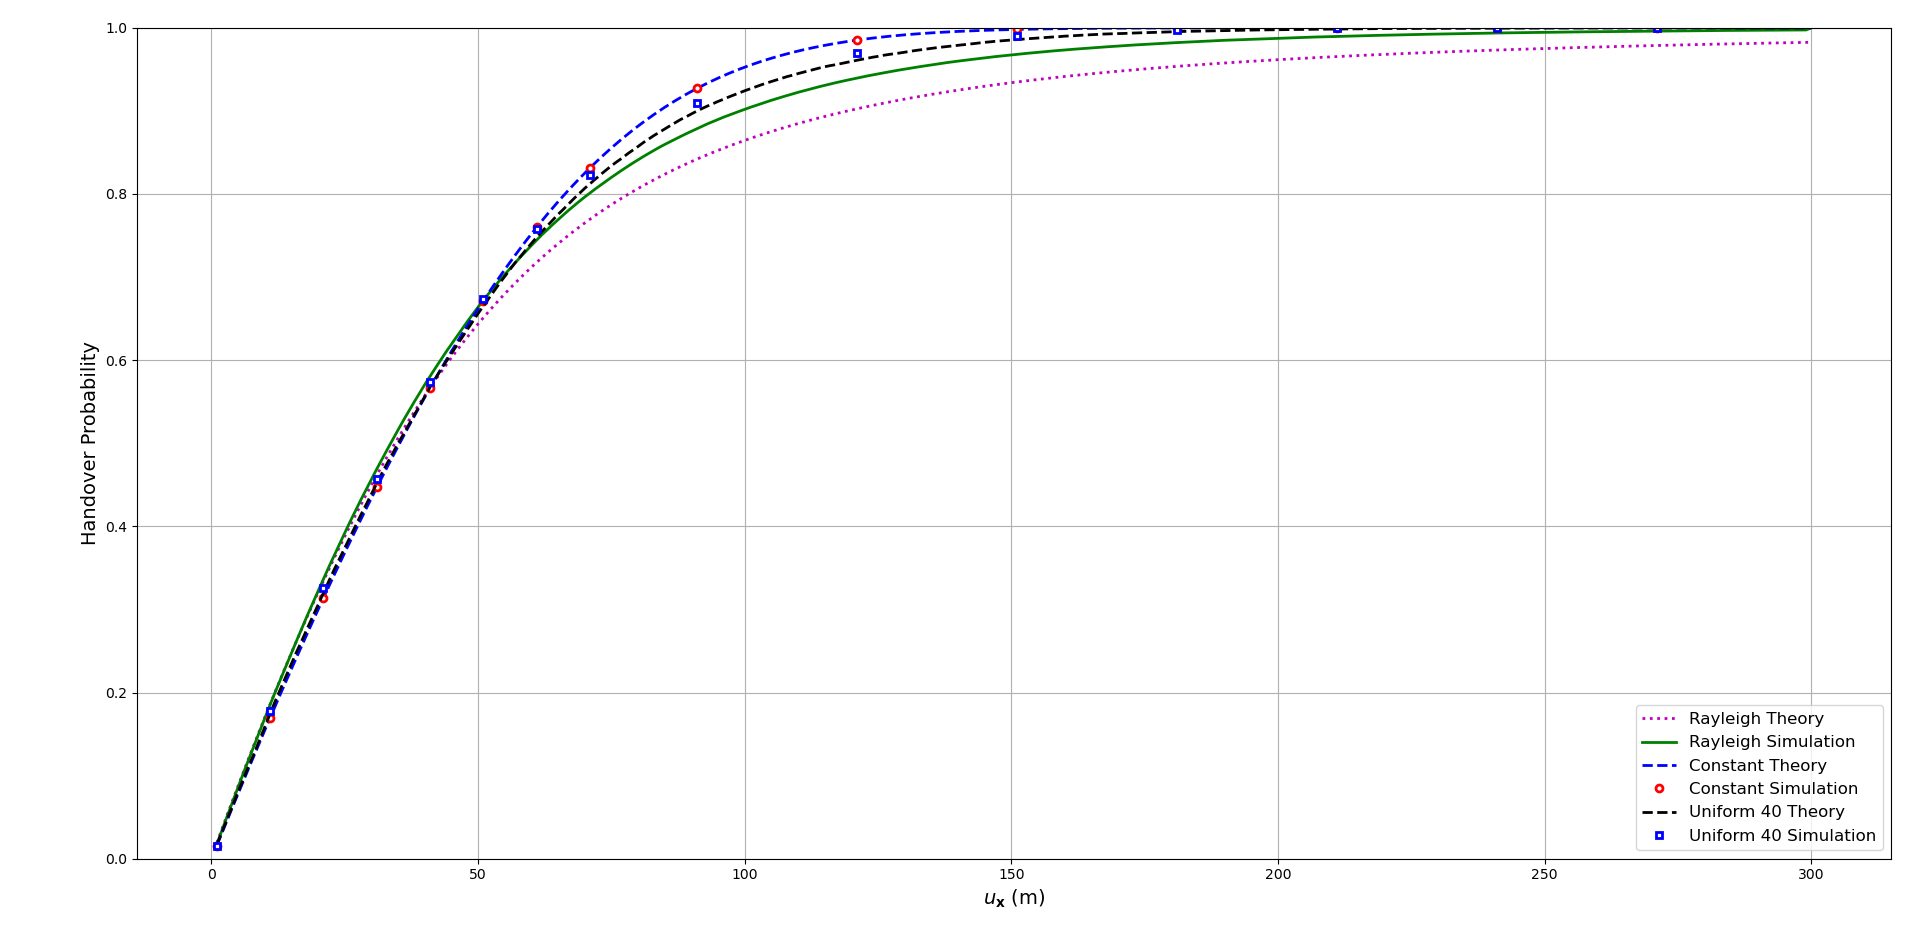 1.0
0.8
0.6
0.4
0.2
0.0
Handover Probability
0 50 100 150 200 250 300
uₓ (m)
Rayleigh Theory
Rayleigh Simulation
Constant Theory
Constant Simulation
Uniform 40 Theory
Uniform 40 Simulation